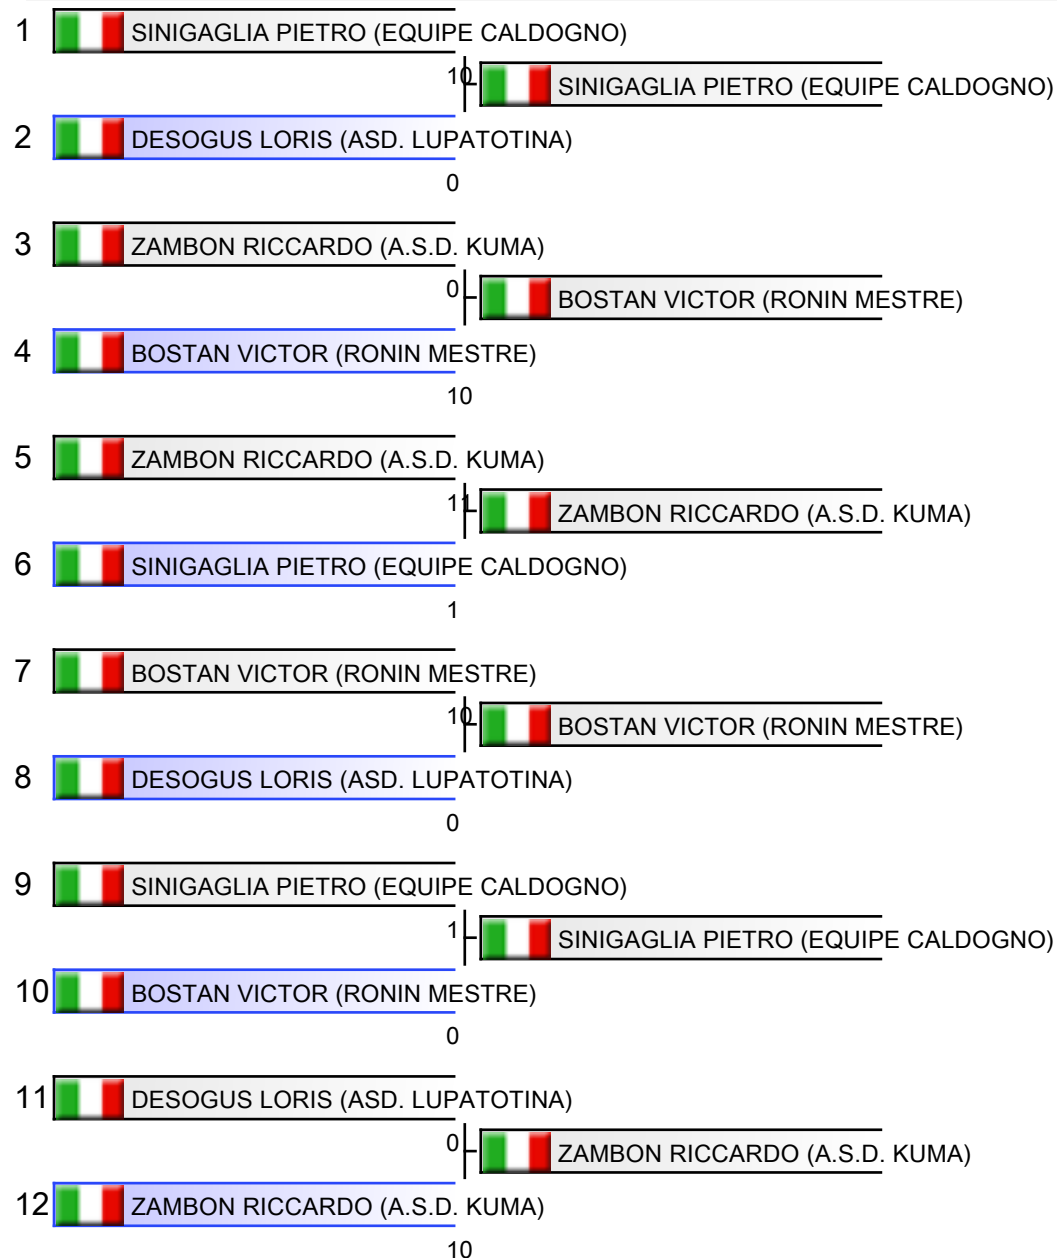 1 SINIGAGLIA PIETRO (EQUIPE CALDOGNO)
10 SINIGAGLIA PIETRO (EQUIPE CALDOGNO)
2 DESOGUS LORIS (ASD. LUPATOTINA)
0
3 ZAMBON RICCARDO (A.S.D. KUMA)
0 BOSTAN VICTOR (RONIN MESTRE)
4 BOSTAN VICTOR (RONIN MESTRE)
10
5 ZAMBON RICCARDO (A.S.D. KUMA)
11 ZAMBON RICCARDO (A.S.D. KUMA)
6 SINIGAGLIA PIETRO (EQUIPE CALDOGNO)
1
7 BOSTAN VICTOR (RONIN MESTRE)
10 BOSTAN VICTOR (RONIN MESTRE)
8 DESOGUS LORIS (ASD. LUPATOTINA)
0
9 SINIGAGLIA PIETRO (EQUIPE CALDOGNO)
1 SINIGAGLIA PIETRO (EQUIPE CALDOGNO)
10 BOSTAN VICTOR (RONIN MESTRE)
0
11 DESOGUS LORIS (ASD. LUPATOTINA)
0 ZAMBON RICCARDO (A.S.D. KUMA)
12 ZAMBON RICCARDO (A.S.D. KUMA)
10